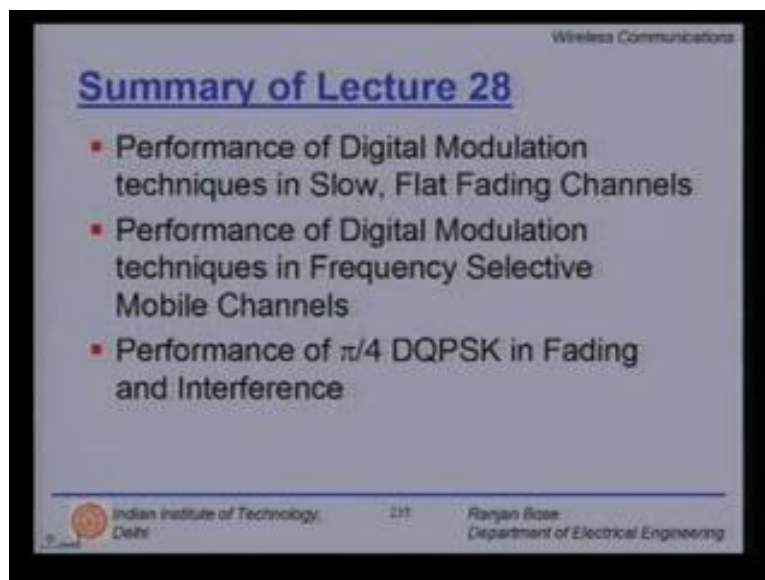 Wireless Communications
Summary of Lecture 28
Performance of Digital Modulation
techniques in Slow, Flat Fading Channels
Performance of Digital Modulation
techniques in Frequency Selective
Mobile Channels
Performance of π/4 DQPSK in Fading
and Interference
Indian Institute of Technology,
Delhi
Ranjan Bose
Department of Electrical Engineering